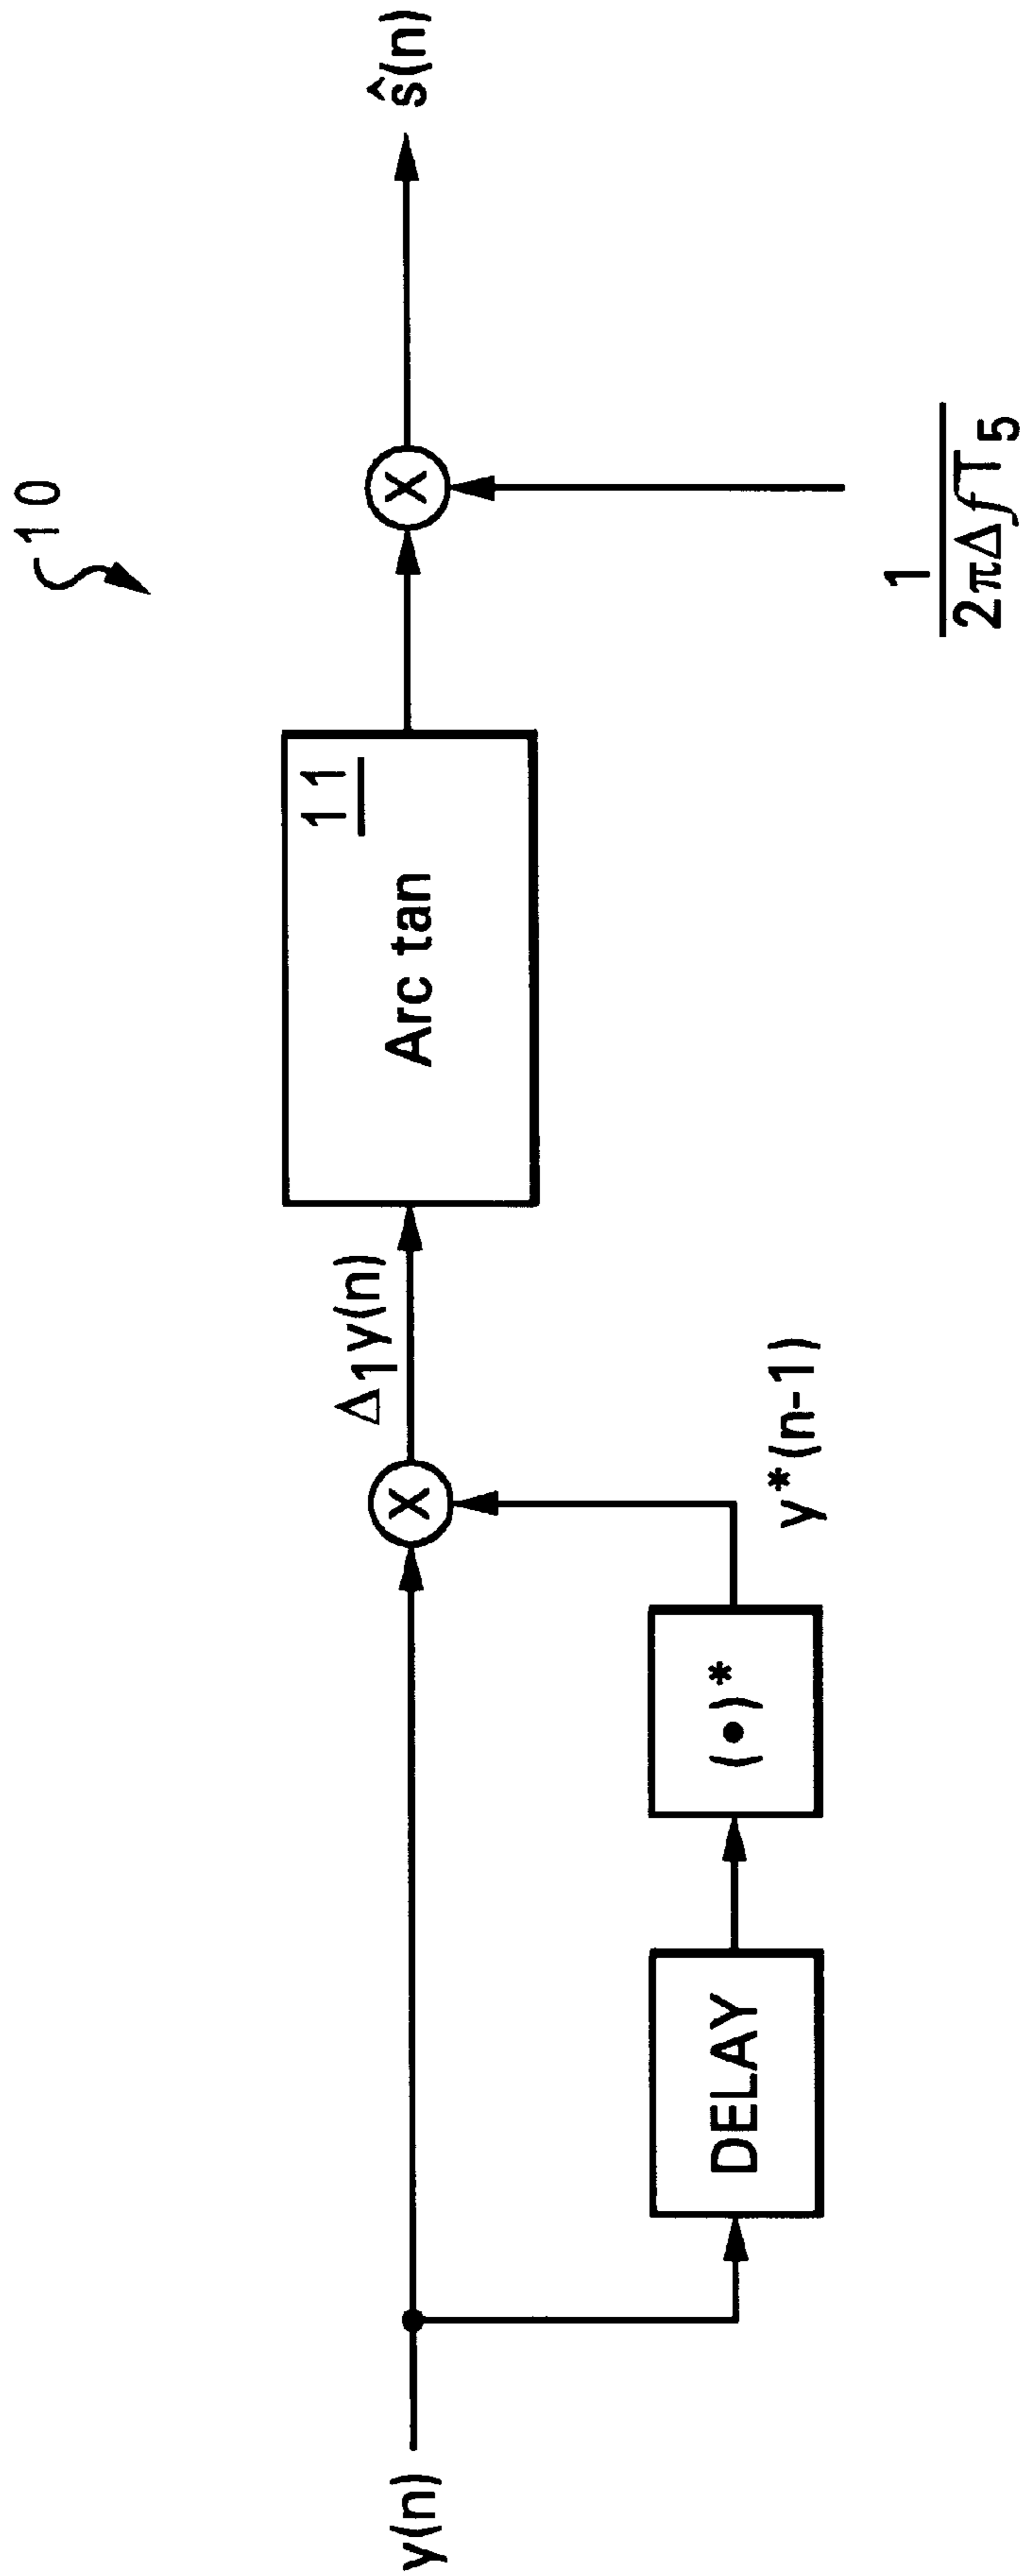 10
y(n)
DELAY
(•)*
y*(n-1)
X
Δ1y(n)
Arc tan
11
X
1
2πΔfT5
ŝ(n)